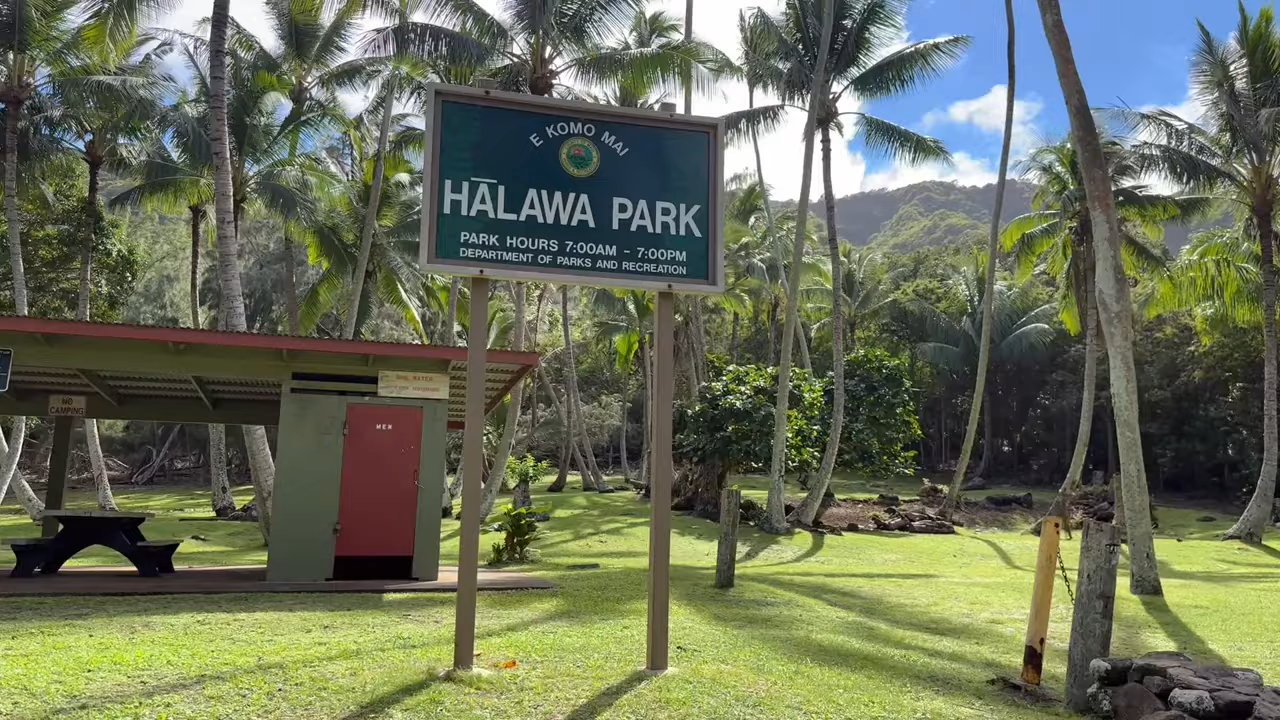 E KOMO MAI
HĀLAWA PARK
PARK HOURS 7:00AM - 7:00PM
DEPARTMENT OF PARKS AND RECREATION
NO
CAMPING
MEN